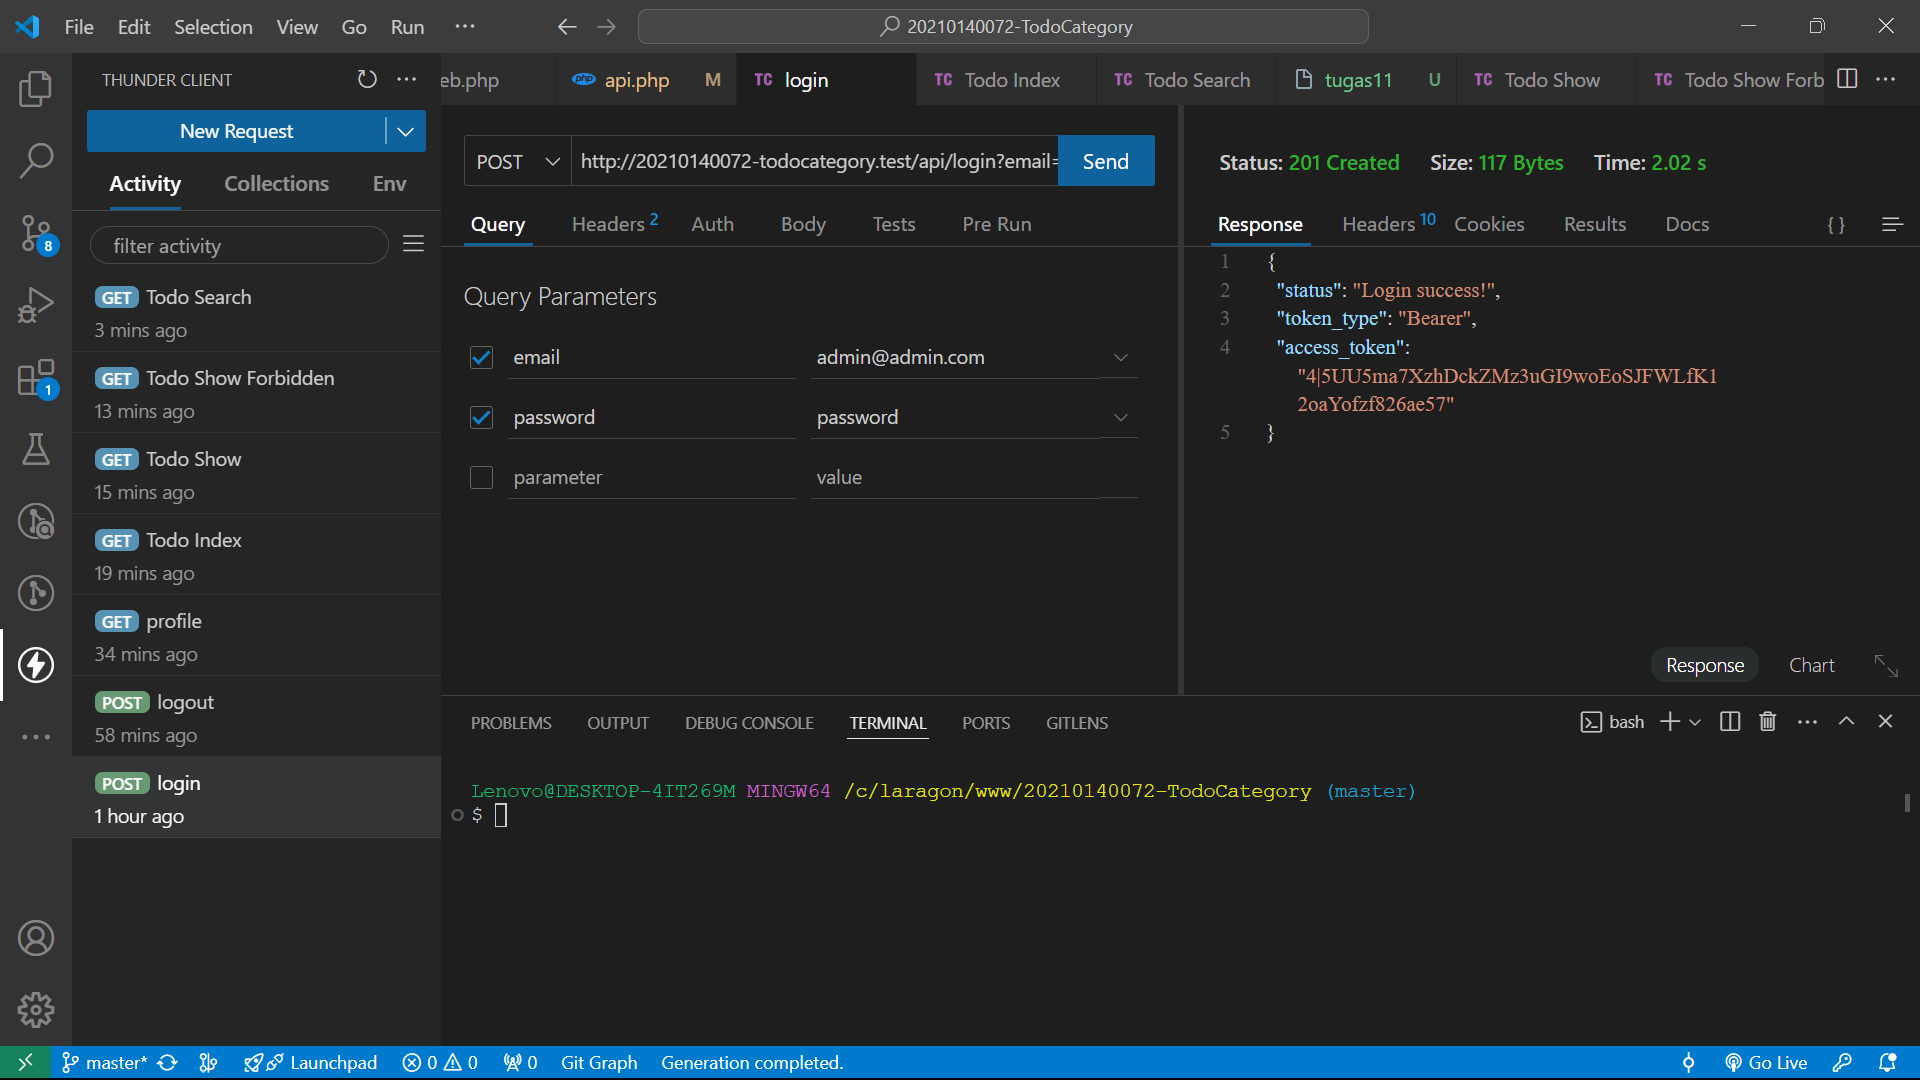 File Edit Selection View Go Run ···
20210140072-TodoCategory
THUNDER CLIENT
eb.php
api.php M
TC login
TC Todo Index
TC Todo Search
tugas11 U
TC Todo Show
TC Todo Show Forb
New Request
Activity Collections Env
filter activity
GET Todo Search
3 mins ago
GET Todo Show Forbidden
13 mins ago
GET Todo Show
15 mins ago
GET Todo Index
19 mins ago
GET profile
34 mins ago
POST logout
58 mins ago
POST login
1 hour ago
8
1
POST http://20210140072-todocategory.test/api/login?email= Send
Query Headers 2 Auth Body Tests Pre Run
Query Parameters
email admin@admin.com
password password
parameter value
Status: 201 Created Size: 117 Bytes Time: 2.02 s
Response Headers 10 Cookies Results Docs { }
1 {
2 "status": "Login success!",
3 "token_type": "Bearer",
4 "access_token":
"4|5UU5ma7XzhDckZMz3uGI9woEoSJFWLfK1
2oaYofzf826ae57"
5 }
Response Chart
PROBLEMS OUTPUT DEBUG CONSOLE TERMINAL PORTS GITLENS
bash
Lenovo@DESKTOP-4IT269M MINGW64 /c/laragon/www/20210140072-TodoCategory (master)
$
master* Launchpad 0 0 0 Git Graph Generation completed.
Go Live